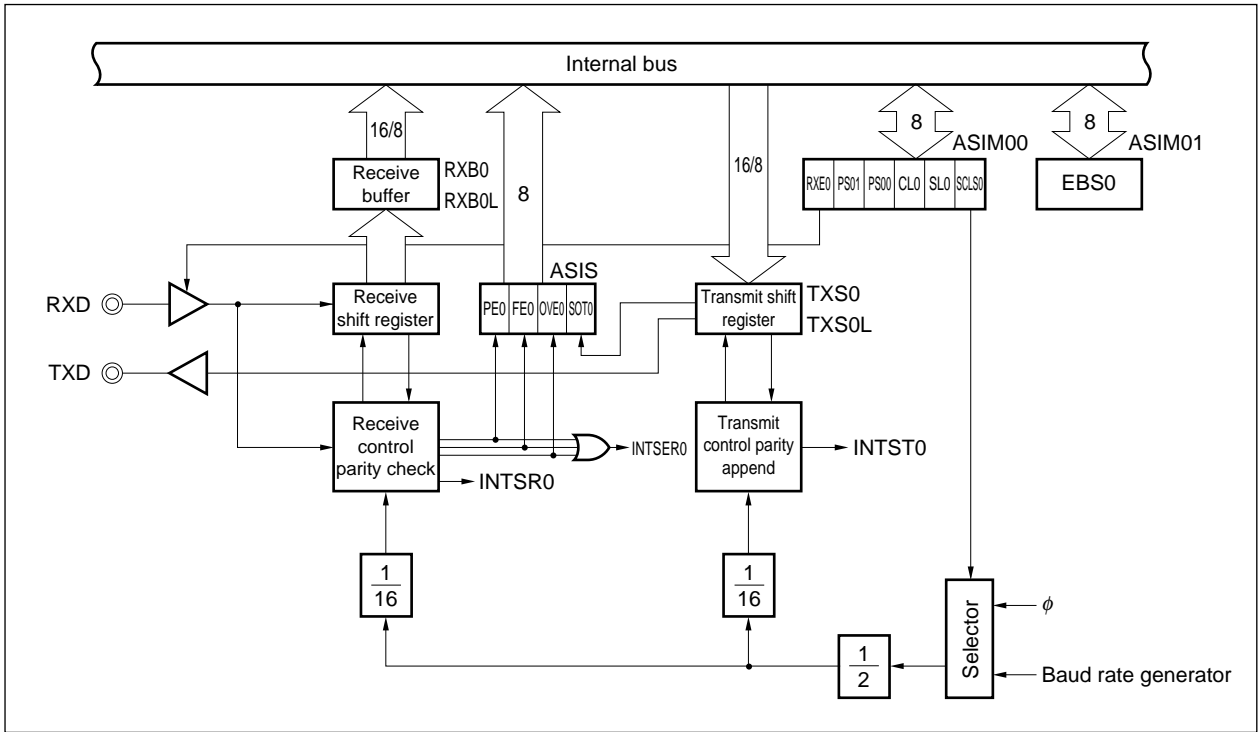 Internal bus
16/8
8
16/8
8
ASIM00
8
ASIM01
Receive
buffer
RXB0
RXB0L
RXE0 PS01 PS00 CL0 SL0 SCLS0
EBS0
ASIS
RXD
Receive
shift register
PE0 FE0 OVE0 SOT0
Transmit shift
register
TXS0
TXS0L
TXD
Receive
control
parity check
INTSER0
INTSR0
Transmit
control parity
append
INTST0
1
16
1
16
1
2
Selector
ϕ
Baud rate generator